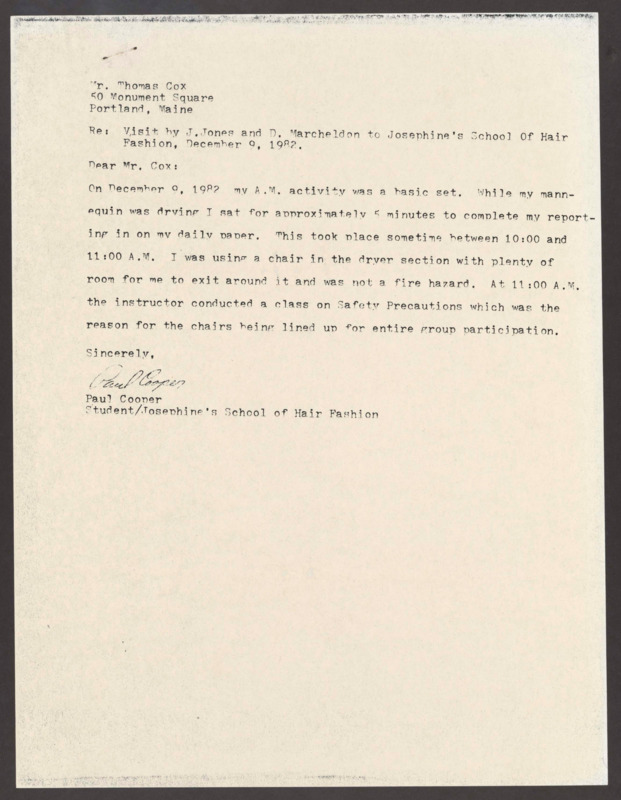 Mr. Thomas Cox
50 Monument Square
Portland, Maine
Re: Visit by J.Jones and D. Marcheldon to Josephine's School Of Hair
Fashion, December 9, 1982.
Dear Mr. Cox:
On December 9, 1982 my A.M. activity was a basic set. While my mann-
equin was drying I sat for approximately 5 minutes to complete my report-
ing in on my daily paper. This took place sometime between 10:00 and
11:00 A.M. I was using a chair in the dryer section with plenty of
room for me to exit around it and was not a fire hazard. At 11:00 A.M.
the instructor conducted a class on Safety Precautions which was the
reason for the chairs being lined up for entire group participation.
Sincerely,
Paul Cooper
Paul Cooper
Student/Josephine's School of Hair Fashion